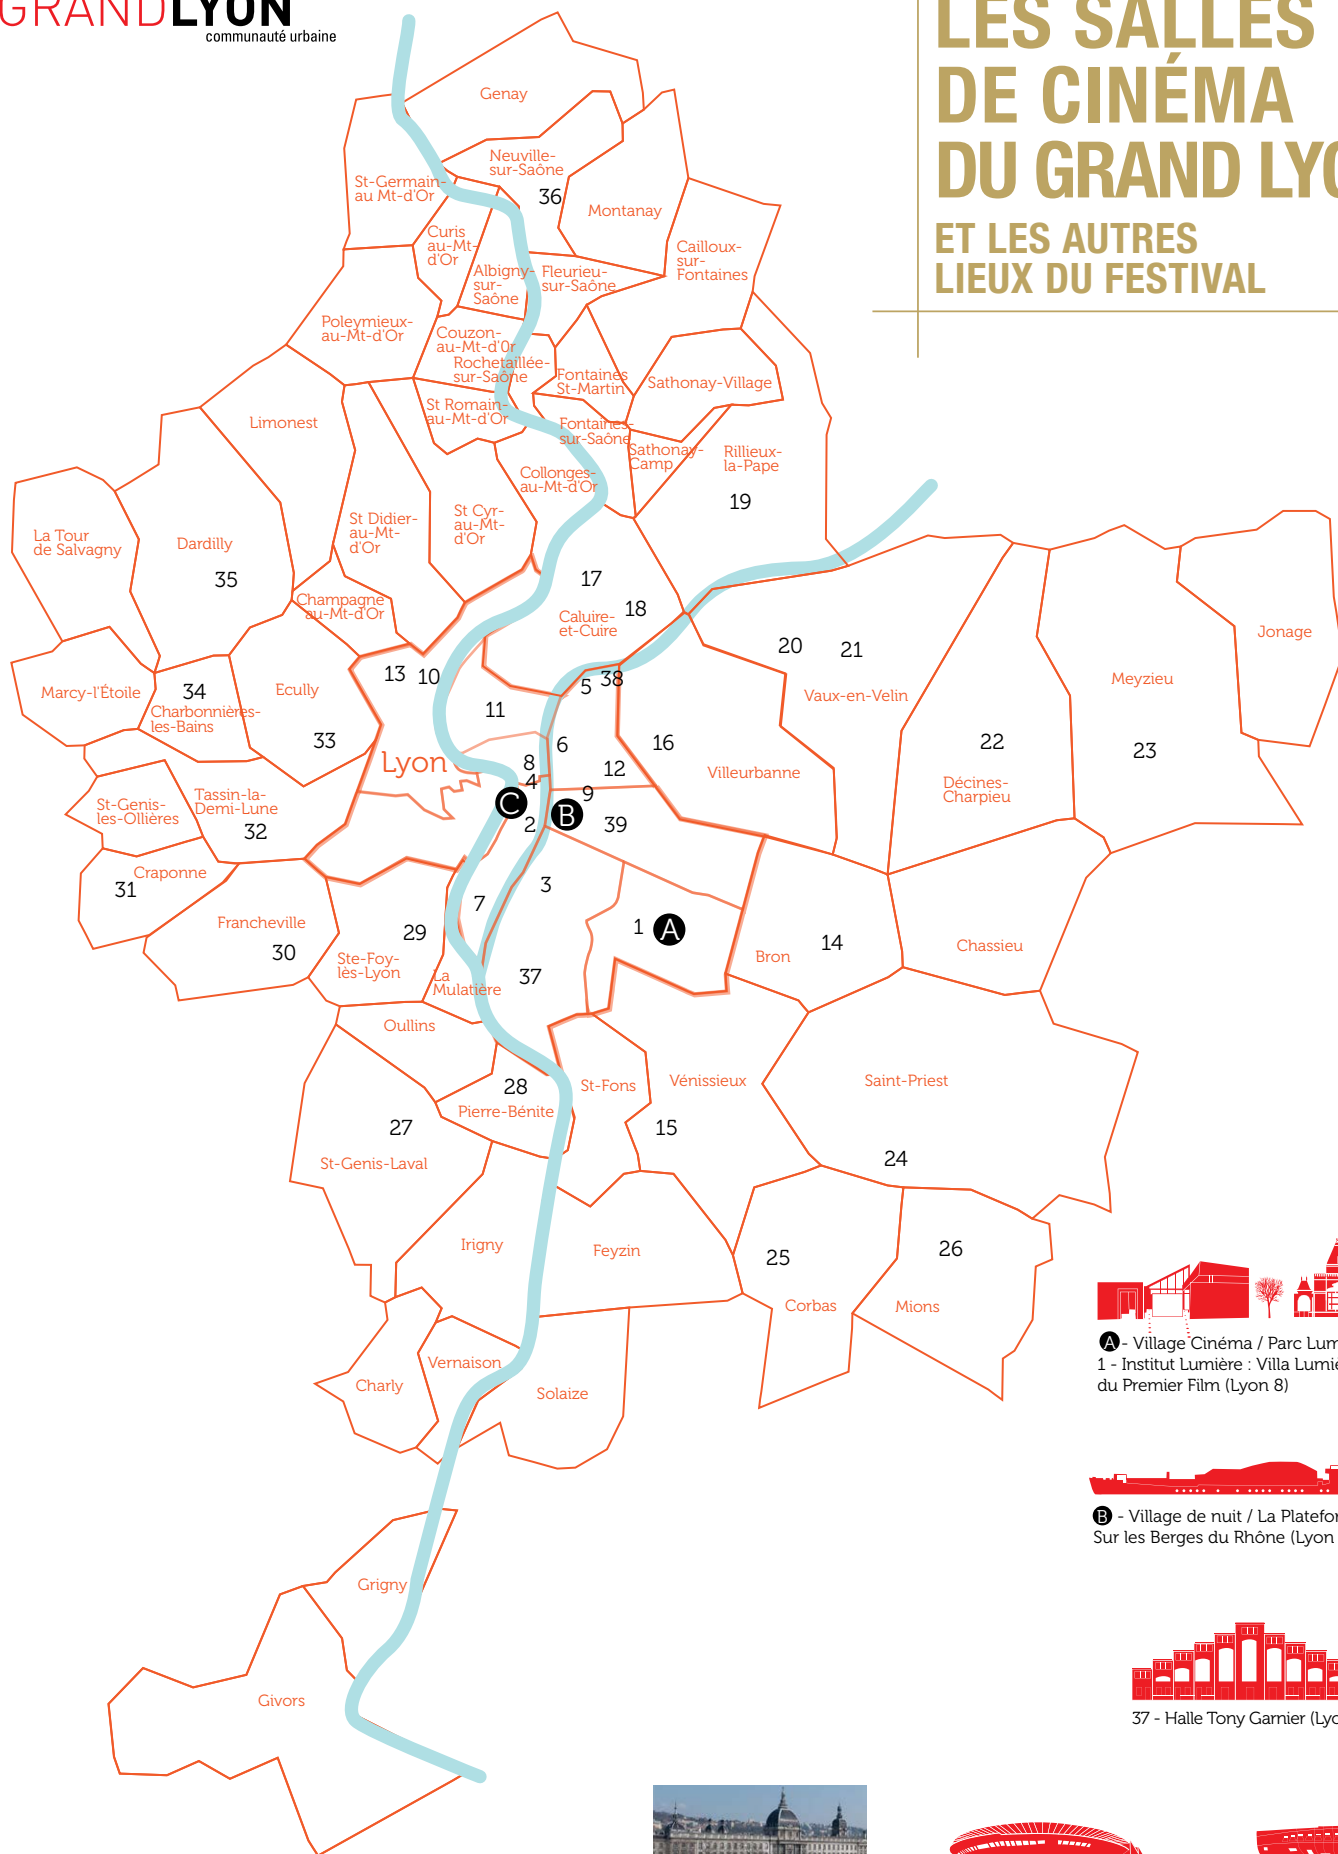 GRANDLYON
communauté urbaine
LES SALLES
DE CINÉMA
DU GRAND
ET LES AUTRES
LIEUX DU FESTIVAL
Genay
Neuville-
sur-Saône
36
St-Germain-
au Mt-d'Or
Montanay
Curis
au-Mt-
d'Or
Cailloux-
sur-
Fontaines
Albigny-
sur-
Saône
Fleurieu-
sur-Saône
Poleymieux-
au-Mt-d'Or
Couzon-
au-Mt-d'Or
Rochetaillée-
sur-Saône
Fontaines
St-Martin
Sathonay-Village
St Romain-
au-Mt-d'Or
Limonest
Fontaines-
sur-Saône
Sathonay-
Camp
Rillieux-
la-Pape
19
Collonges-
au-Mt-d'Or
La Tour
de Salvagny
Dardilly
35
St Didier-
au-Mt-
d'Or
St Cyr-
au-Mt-
d'Or
17
18
Caluire-
et-Cuire
Champagne
au-Mt-d'Or
Jonage
20
21
Vaux-en-Velin
Marcy-l'Étoile
34
Charbonnières-
les-Bains
Ecully
33
13
10
5
38
11
Meyzieu
23
22
Décines-
Charpieu
Lyon
6
8
4
12
16
Villeurbanne
C
B
9
2
39
St-Genis-
les-Ollières
Tassin-la-
Demi-Lune
32
Craponne
31
3
7
Francheville
30
29
Ste-Foy-
lès-Lyon
1
A
14
Bron
Chassieu
La
Mulatière
37
Oullins
28
Pierre-Bénite
St-Fons
Vénissieux
15
Saint-Priest
24
27
St-Genis-Laval
Irigny
Feyzin
25
Corbas
26
Mions
Charly
Vernaison
Solaize
Grigny
Givors
A - Village Cinéma / Parc
1 - Institut Lumière : Villa
du Premier Film (Lyon 8)
B - Village de nuit / La
Sur les Berges du Rhône (Lyon
37 - Halle Tony Garnier